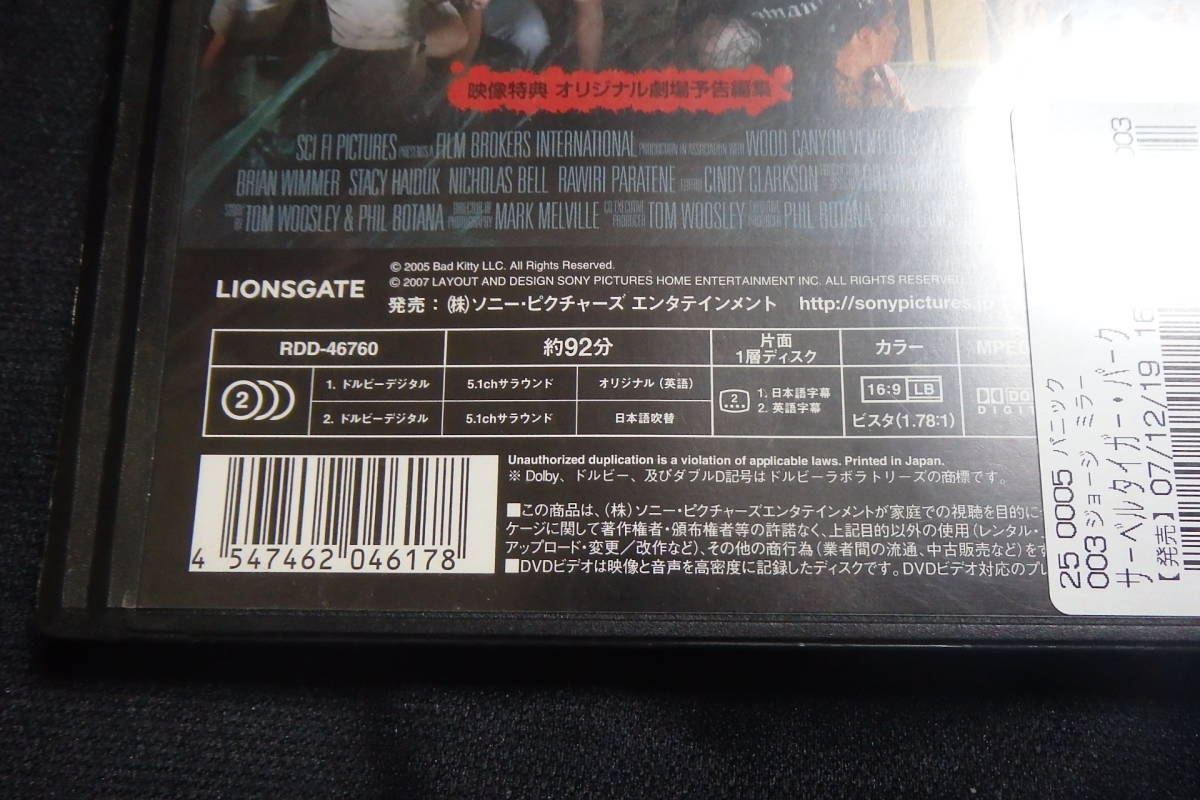 映像特典 オリジナル劇場予告編集
SCI FI PICTURES PRESENTS A FILM BROKERS INTERNATIONAL PRODUCTION IN ASSOCIATION WITH WOOD CANYON
BRIAN WIMMER STACY HAIDUK NICHOLAS BELL RAWIRI PARATENE CINDY CLARKSON
TOM WOOSLEY & PHIL BOTANA DIRECTOR OF PHOTOGRAPHY MARK MELVILLE CO EXECUTIVE PRODUCER TOM WOOSLEY PHIL BOTANA
© 2005 Bad Kitty LLC. All Rights Reserved.
LIONSGATE
© 2007 LAYOUT AND DESIGN SONY PICTURES HOME ENTERTAINMENT INC. ALL RIGHTS RESERVED.
発売：(株)ソニー・ピクチャーズ エンタテインメント http://sonypictures.jp
RDD-46760 約92分 片面 1層ディスク カラー
2 1. ドルビーデジタル 5.1chサラウンド オリジナル (英語)
2. ドルビーデジタル 5.1chサラウンド 日本語吹替
2 1. 日本語字幕
2. 英語字幕
16:9 LB
ビスタ(1.78:1)
Unauthorized duplication is a violation of applicable laws. Printed in Japan.
※ Dolby、ドルビー、及びダブルD記号はドルビーラボラトリーズの商標です。
■この商品は、(株) ソニー・ピクチャーズエンタテインメントが家庭での視聴を目的に
ケージに関して著作権者・頒布権者等の許諾なく、上記目的以外の使用 (レンタル・
アップロード・変更／改作など)、その他の商行為 (業者間の流通、中古販売など) を
■DVDビデオは映像と音声を高密度に記録したディスクです。DVDビデオ対応のプレ
4 547462 046178
25 0005 パニック
003 ジョージ ミラー
サーベルタイガー・パーク
【発売】07/12/19